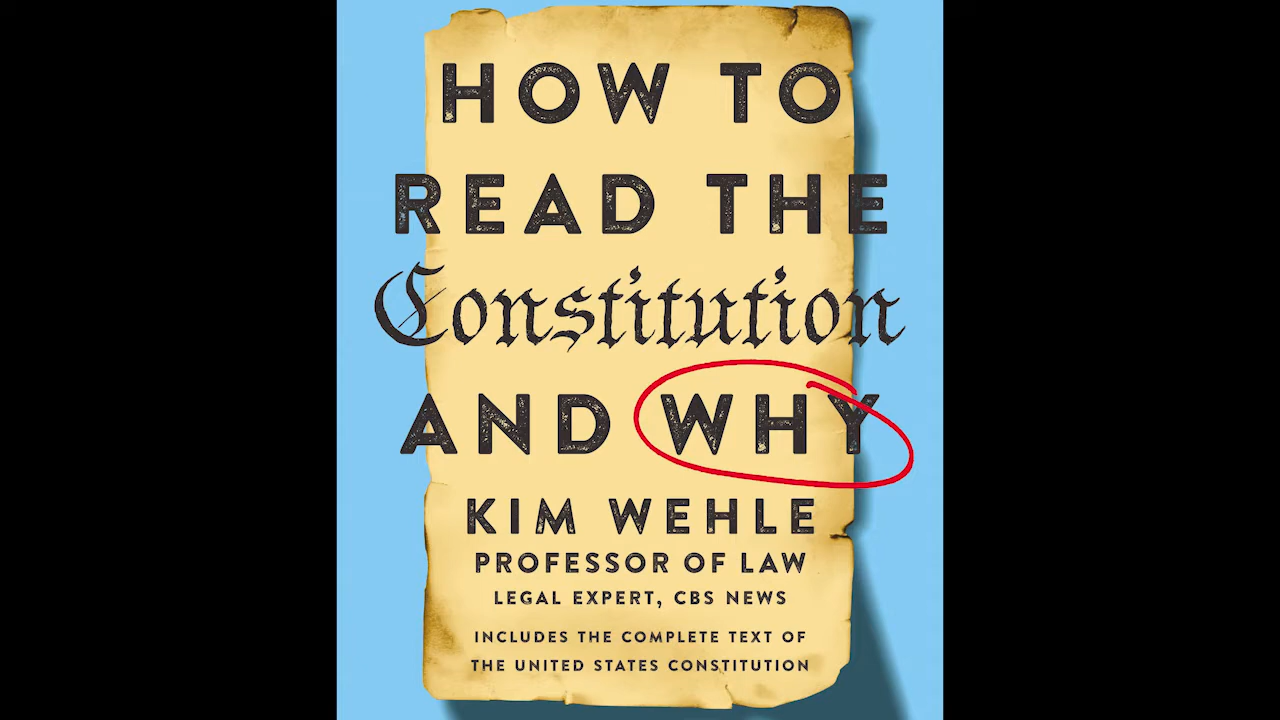 HOW TO
READ THE
Constitution
AND WHY
KIM WEHLE
PROFESSOR OF LAW
LEGAL EXPERT, CBS NEWS
INCLUDES THE COMPLETE TEXT OF
THE UNITED STATES CONSTITUTION